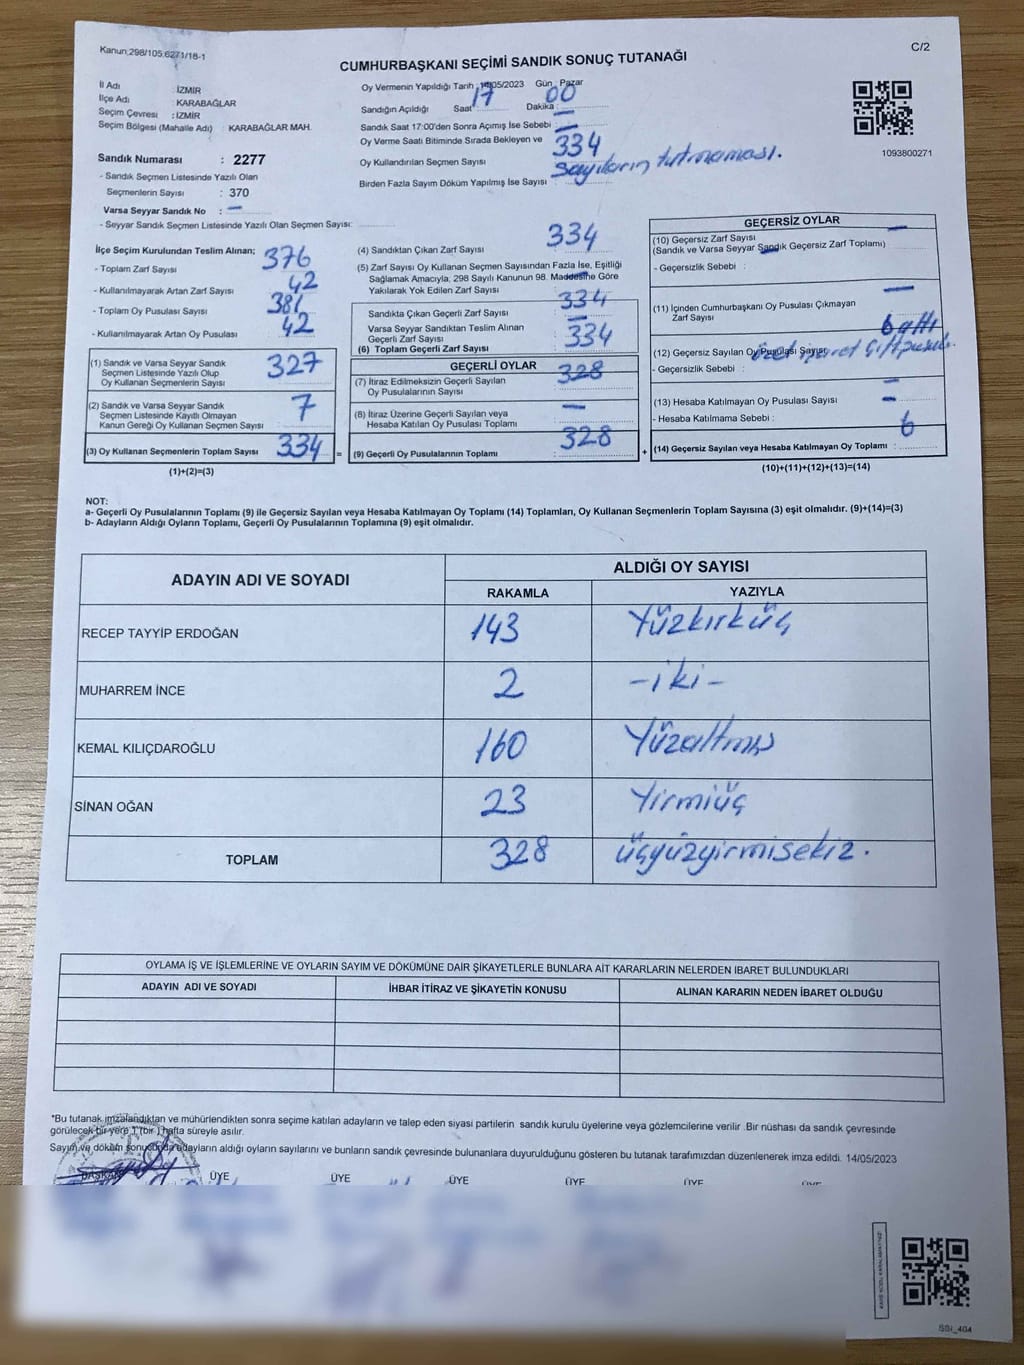 Kanun,298/105,6271/18-1
C/2
CUMHURBAŞKANI SEÇİMİ SANDIK SONUÇ TUTANAĞI
İl Adı : İZMİR
İlçe Adı : KARABAĞLAR
Seçim Çevresi : İZMİR
Seçim Bölgesi (Mahalle Adı) KARABAĞLAR MAH.
Sandık Numarası : 2277
- Sandık Seçmen Listesinde Yazılı Olan
Seçmenlerin Sayısı : 370
Varsa Seyyar Sandık No : —
- Seyyar Sandık Seçmen Listesinde Yazılı Olan Seçmen Sayısı:
Oy Vermenin Yapıldığı Tarih : 14/05/2023 Gün : Pazar
Sandığın Açıldığı Saat 17 Dakika : 00
Sandık Saat 17:00'den Sonra Açımış İse Sebebi : —
Oy Verme Saati Bitiminde Sırada Bekleyen ve
Oy Kullandırılan Seçmen Sayısı : 334
Birden Fazla Sayım Döküm Yapılmış İse Sayısı : Sayıların tutmaması.
1093800271
İlçe Seçim Kurulundan Teslim Alınan;
- Toplam Zarf Sayısı 376
- Kullanılmayarak Artan Zarf Sayısı 42
- Toplam Oy Pusulası Sayısı 381
- Kullanılmayarak Artan Oy Pusulası 42
(1) Sandık ve Varsa Seyyar Sandık
Seçmen Listesinde Yazılı Olup
Oy Kullanan Seçmenlerin Sayısı 327
(2) Sandık ve Varsa Seyyar Sandık
Seçmen Listesinde Kayıtlı Olmayan
Kanun Gereği Oy Kullanan Seçmen Sayısı 7
(3) Oy Kullanan Seçmenlerin Toplam Sayısı 334 =
(1)+(2)=(3)
(4) Sandıktan Çıkan Zarf Sayısı 334
(5) Zarf Sayısı Oy Kullanan Seçmen Sayısından Fazla İse, Eşitliği
Sağlamak Amacıyla, 298 Sayılı Kanunun 98. Maddesine Göre
Yakılarak Yok Edilen Zarf Sayısı —
Sandıkta Çıkan Geçerli Zarf Sayısı 334
Varsa Seyyar Sandıktan Teslim Alınan
Geçerli Zarf Sayısı —
(6) Toplam Geçerli Zarf Sayısı 334
GEÇERLİ OYLAR
(7) İtiraz Edilmeksizin Geçerli Sayılan
Oy Pusulalarının Sayısı 328
(8) İtiraz Üzerine Geçerli Sayılan veya
Hesaba Katılan Oy Pusulası Toplamı —
(9) Geçerli Oy Pusulalarının Toplamı 328 +
GEÇERSİZ OYLAR
(10) Geçersiz Zarf Sayısı —
(Sandık ve Varsa Seyyar Sandık Geçersiz Zarf Toplamı)
- Geçersizlik Sebebi : —
(11) İçinden Cumhurbaşkanı Oy Pusulası Çıkmayan
Zarf Sayısı —
(12) Geçersiz Sayılan Oy Pusulası Sayısı 6 altı
- Geçersizlik Sebebi :
(13) Hesaba Katılmayan Oy Pusulası Sayısı —
- Hesaba Katılmama Sebebi : —
(14) Geçersiz Sayılan veya Hesaba Katılmayan Oy Toplamı : 6
(10)+(11)+(12)+(13)=(14)
NOT:
a- Geçerli Oy Pusulalarının Toplamı (9) ile Geçersiz Sayılan veya Hesaba Katılmayan Oy Toplamı (14) Toplamları, Oy Kullanan Seçmenlerin Toplam Sayısına (3) eşit olmalıdır. (9)+(14)=(3)
b- Adayların Aldığı Oyların Toplamı, Geçerli Oy Pusulalarının Toplamına (9) eşit olmalıdır.
ADAYIN ADI VE SOYADI ALDIĞI OY SAYISI
RAKAMLA YAZIYLA
RECEP TAYYİP ERDOĞAN 143 Yüzkırküç
MUHARREM İNCE 2 -iki-
KEMAL KILIÇDAROĞLU 160 Yüzaltmış
SİNAN OĞAN 23 Yirmiüç
TOPLAM 328 üçyüzyirmisekiz.
OYLAMA İŞ VE İŞLEMLERİNE VE OYLARIN SAYIM VE DÖKÜMÜNE DAİR ŞİKAYETLERLE BUNLARA AİT KARARLARIN NELERDEN İBARET BULUNDUKLARI
ADAYIN ADI VE SOYADI İHBAR İTİRAZ VE ŞİKAYETİN KONUSU ALINAN KARARIN NEDEN İBARET OLDUĞU
*Bu tutanak imzalandıktan ve mühürlendikten sonra seçime katılan adayların ve talep eden siyasi partilerin sandık kurulu üyelerine veya gözlemcilerine verilir .Bir nüshası da sandık çevresinde
görülecek bir yere 1 (bir ) hafta süreyle asılır.
Sayım ve döküm sonucunda adayların aldığı oyların sayılarını ve bunların sandık çevresinde bulunanlara duyurulduğunu gösteren bu tutanak tarafımızdan düzenlenerek imza edildi. 14/05/2023
BAŞKAN ÜYE ÜYE ÜYE ÜYE ÜYE ÜYE
SSI_404